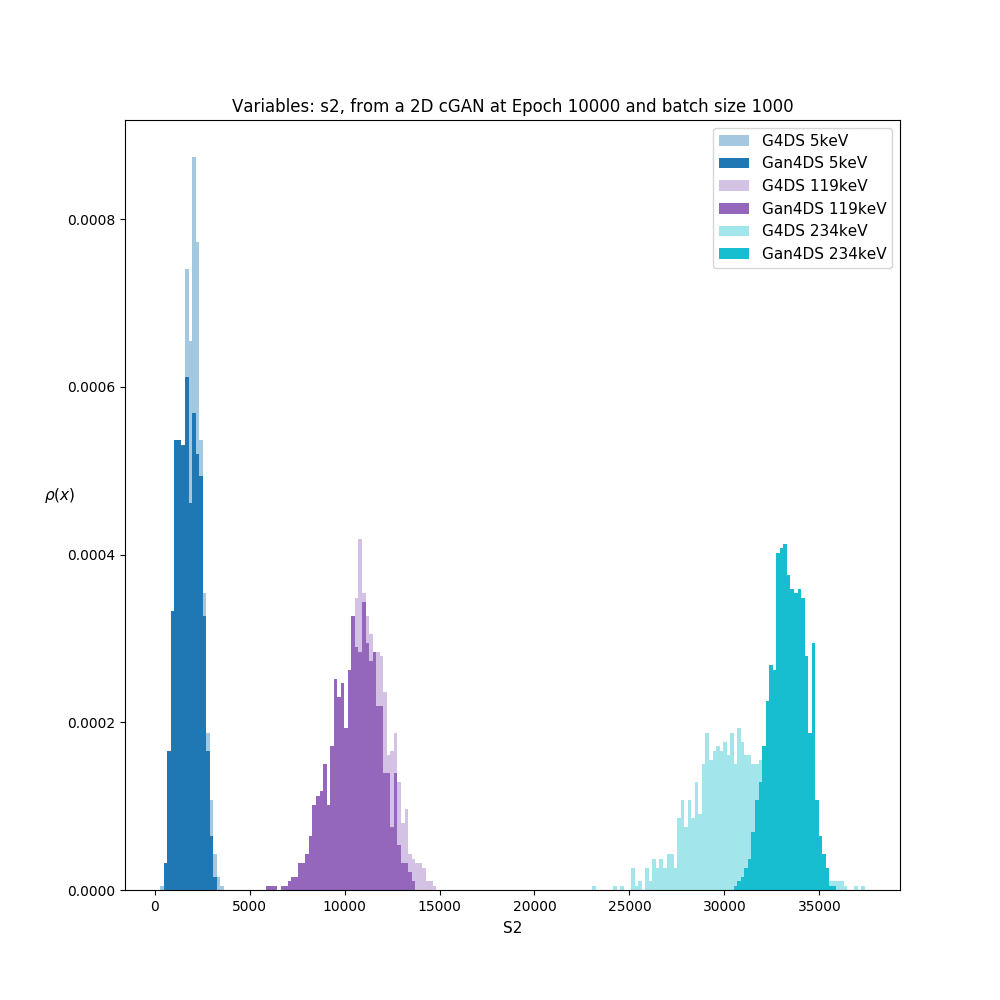 Variables: s2, from a 2D cGAN at Epoch 10000 and batch size 1000
G4DS 5keV
Gan4DS 5keV
G4DS 119keV
Gan4DS 119keV
G4DS 234keV
Gan4DS 234keV
0.0008
0.0006
ρ(x)
0.0004
0.0002
0.0000
0 5000 10000 15000 20000 25000 30000 35000
S2